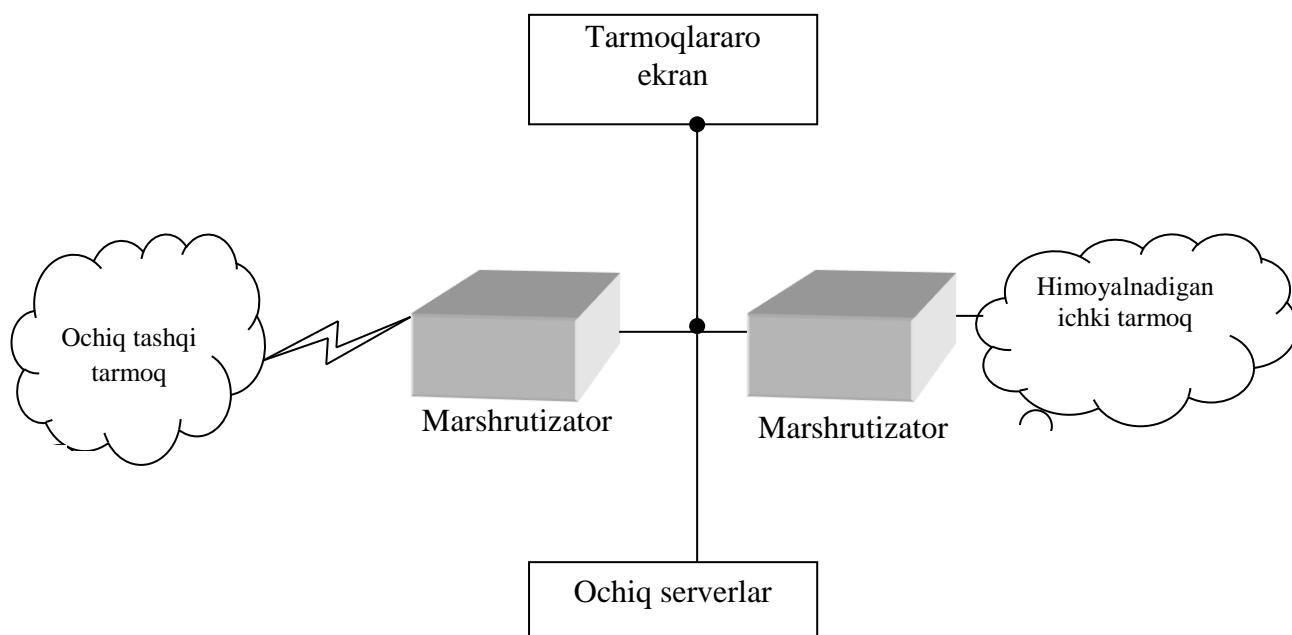 Tarmoqlararo
ekran
Ochiq tashqi
tarmoq
Marshrutizator
Marshrutizator
Himoyalnadigan
ichki tarmoq
Ochiq serverlar